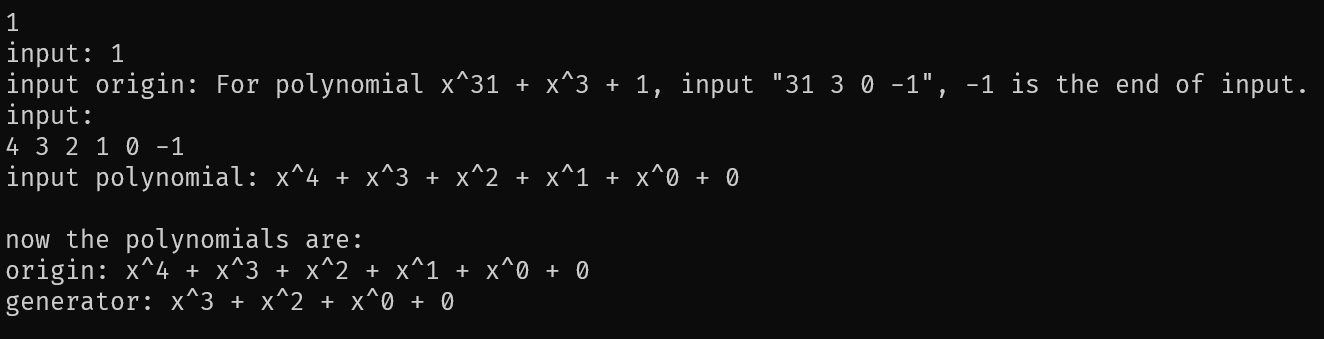 1
input: 1
input origin: For polynomial x^31 + x^3 + 1, input "31 3 0 -1", -1 is the end of input.
input:
4 3 2 1 0 -1
input polynomial: x^4 + x^3 + x^2 + x^1 + x^0 + 0
now the polynomials are:
origin: x^4 + x^3 + x^2 + x^1 + x^0 + 0
generator: x^3 + x^2 + x^0 + 0